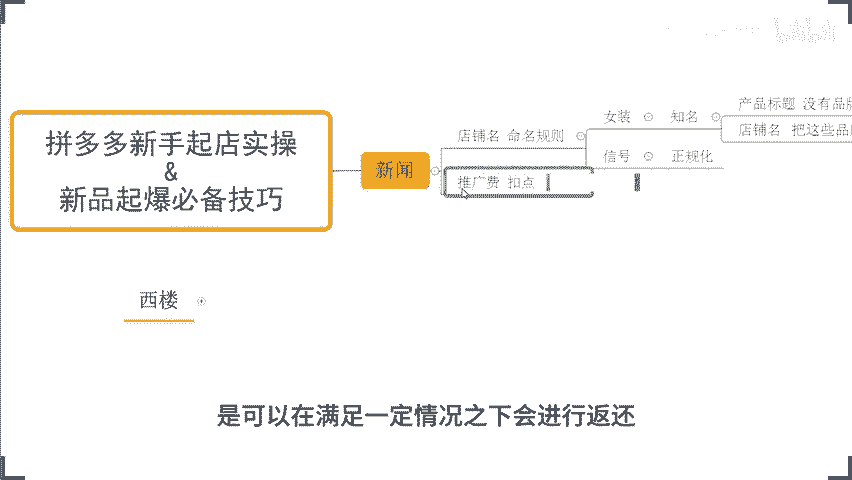 拼多多新手起店实操
&
新品起爆必备技巧
新闻
店铺名 命名规则
推广费 扣点
女装
知名
产品标题 没有品牌
店铺名 把这些品
信号
正规化
西楼
是可以在满足一定情况之下会进行返还